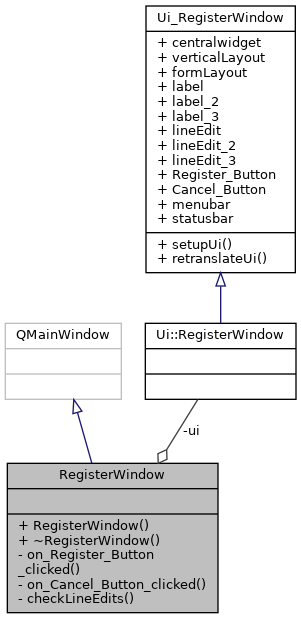 Ui_RegisterWindow
+ centralwidget
+ verticalLayout
+ formLayout
+ label
+ label_2
+ label_3
+ lineEdit
+ lineEdit_2
+ lineEdit_3
+ Register_Button
+ Cancel_Button
+ menubar
+ statusbar
+ setupUi()
+ retranslateUi()
QMainWindow
Ui::RegisterWindow
-ui
RegisterWindow
+ RegisterWindow()
+ ~RegisterWindow()
- on_Register_Button
_clicked()
- on_Cancel_Button_clicked()
- checkLineEdits()